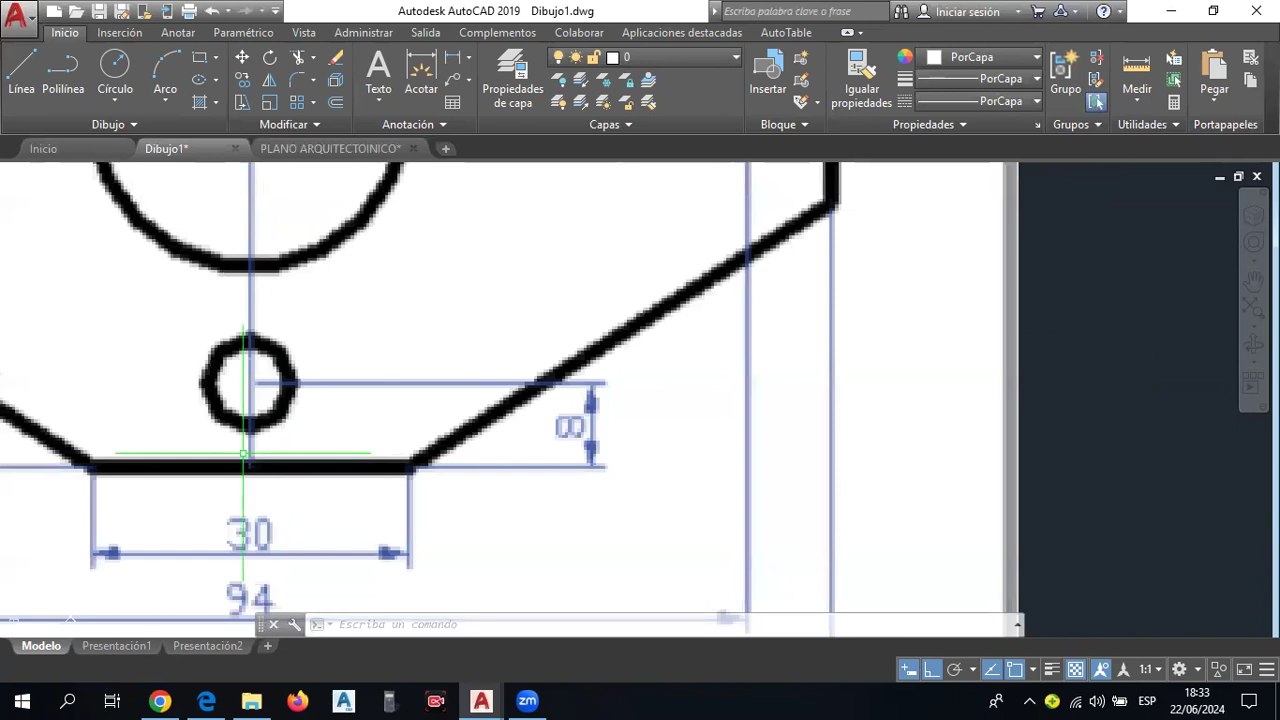 Autodesk AutoCAD 2019 Dibujo1.dwg
Escriba palabra clave o frase
Iniciar sesión
Inicio Inserción Anotar Paramétrico Vista Administrar Salida Complementos Colaborar Aplicaciones destacadas AutoTable
Línea Polilínea Círculo Arco
Texto Acotar
Propiedades de capa
0
Insertar
Igualar propiedades
PorCapa
PorCapa
PorCapa
Grupo
Medir
Pegar
Dibujo Modificar Anotación Capas Bloque Propiedades Grupos Utilidades Portapapeles
Inicio Dibujo1* PLANO ARQUITECTOINICO*
8
30
94
Escriba un comando
Modelo Presentación1 Presentación2
1:1
ESP
18:33
22/06/2024